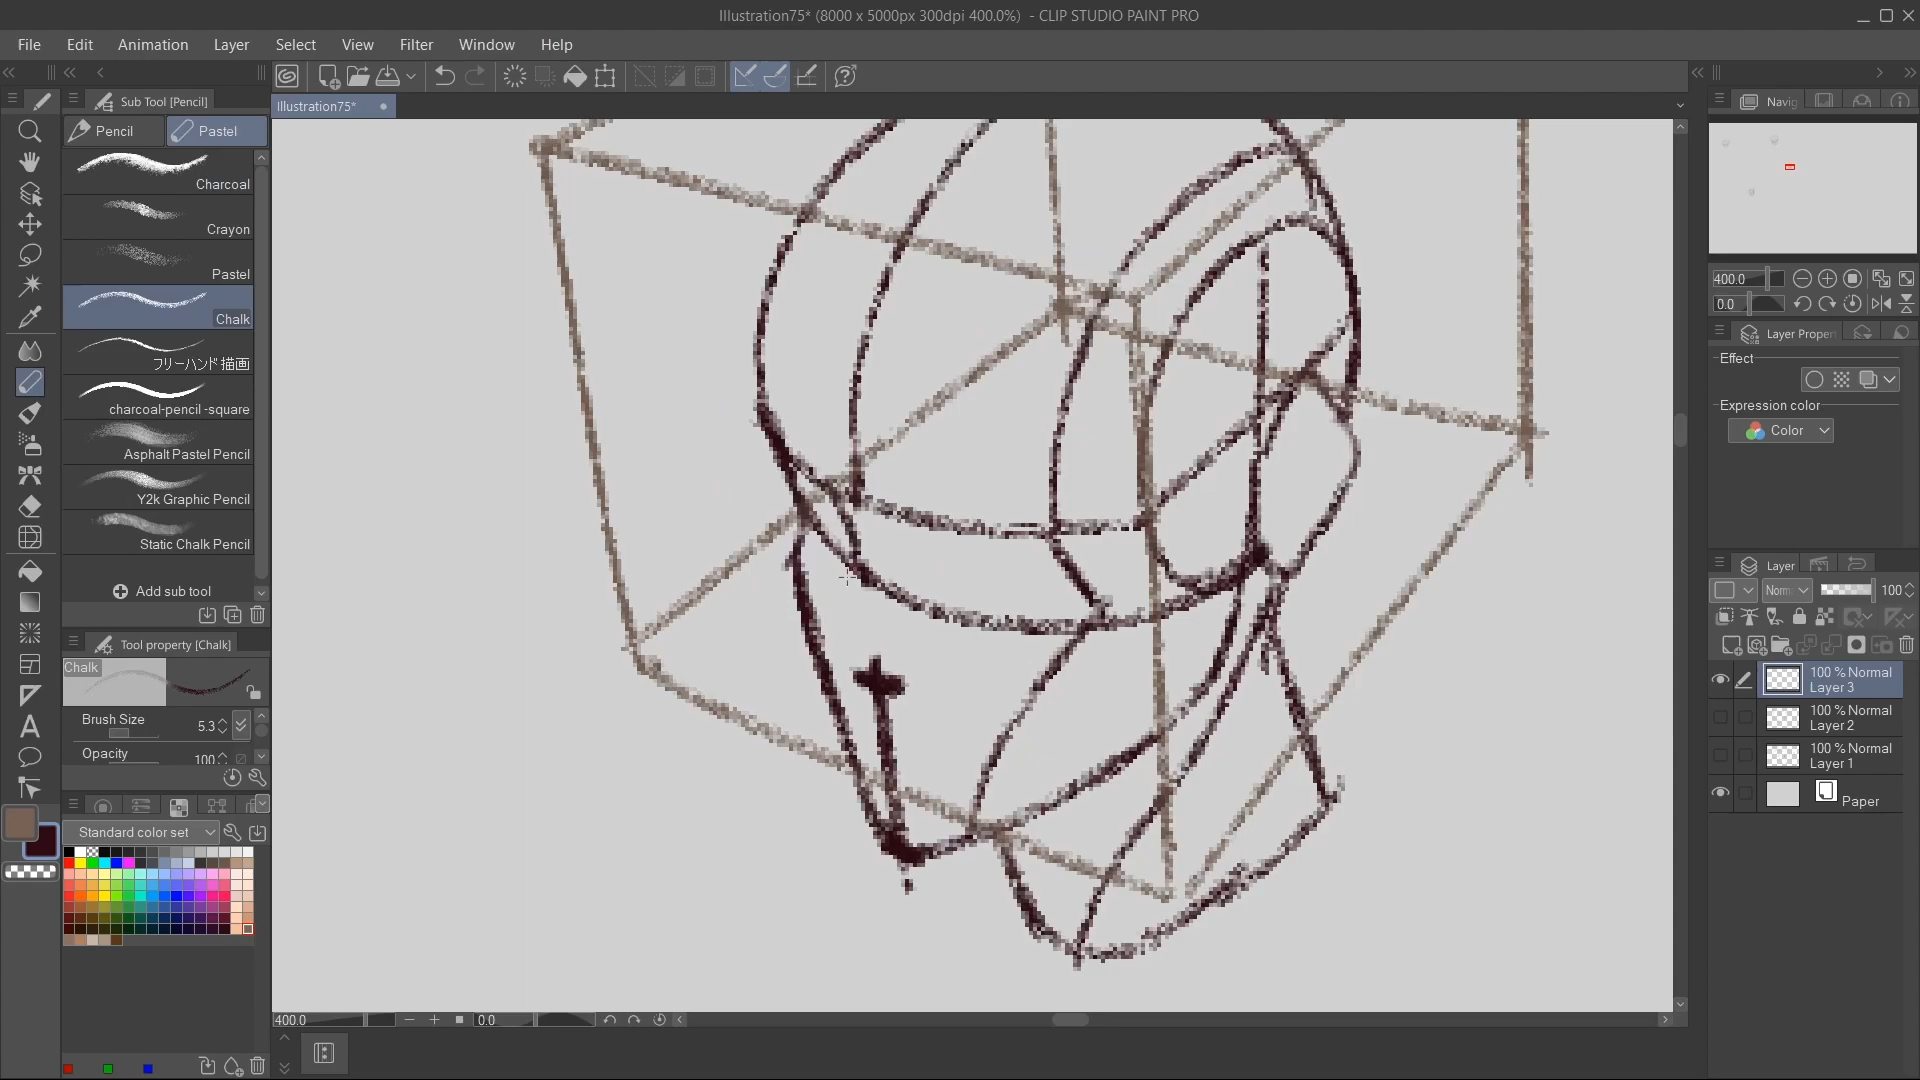 Illustration75* (8000 x 5000px 300dpi 400.0%)  - CLIP STUDIO PAINT PRO
File Edit Animation Layer Select View Filter Window Help
Sub Tool [Pencil]
Illustration75*
Navig
Pencil Pastel
Charcoal
Crayon
Pastel
Chalk
フリーハンド描画
charcoal-pencil -square
Asphalt Pastel Pencil
Y2k Graphic Pencil
Static Chalk Pencil
Add sub tool
Tool property [Chalk]
Chalk
Brush Size 5.3
Opacity 100
Standard color set
400.0 0.0
400.0
0.0
Layer Proper
Effect
Expression color
Color
Layer
Norm 100
100 % Normal
Layer 3
100 % Normal
Layer 2
100 % Normal
Layer 1
Paper